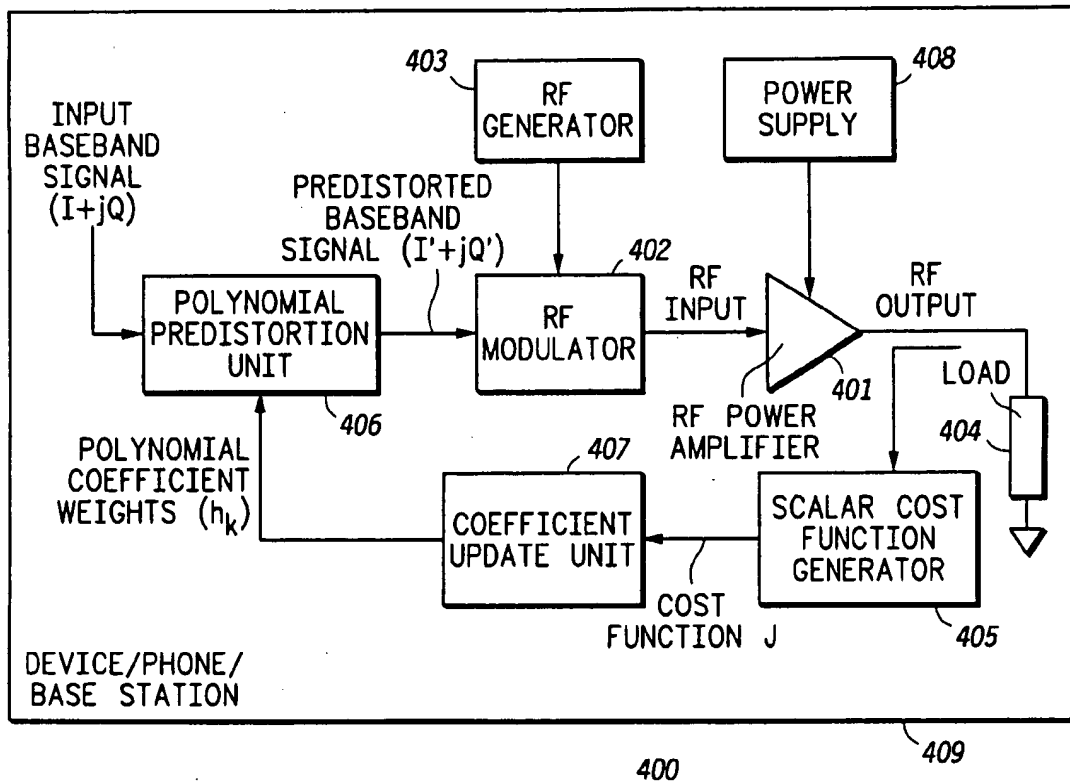 403
RF
GENERATOR
408
POWER
SUPPLY
INPUT
BASEBAND
SIGNAL
(I+jQ)
PREDISTORTED
BASEBAND
SIGNAL (I'+jQ')
402
RF
MODULATOR
RF
INPUT
RF
OUTPUT
POLYNOMIAL
PREDISTORTION
UNIT
406
401
RF POWER
AMPLIFIER
LOAD
404
POLYNOMIAL
COEFFICIENT
WEIGHTS (hk)
407
COEFFICIENT
UPDATE UNIT
COST
FUNCTION J
SCALAR COST
FUNCTION
GENERATOR
405
DEVICE/PHONE/
BASE STATION
409
400